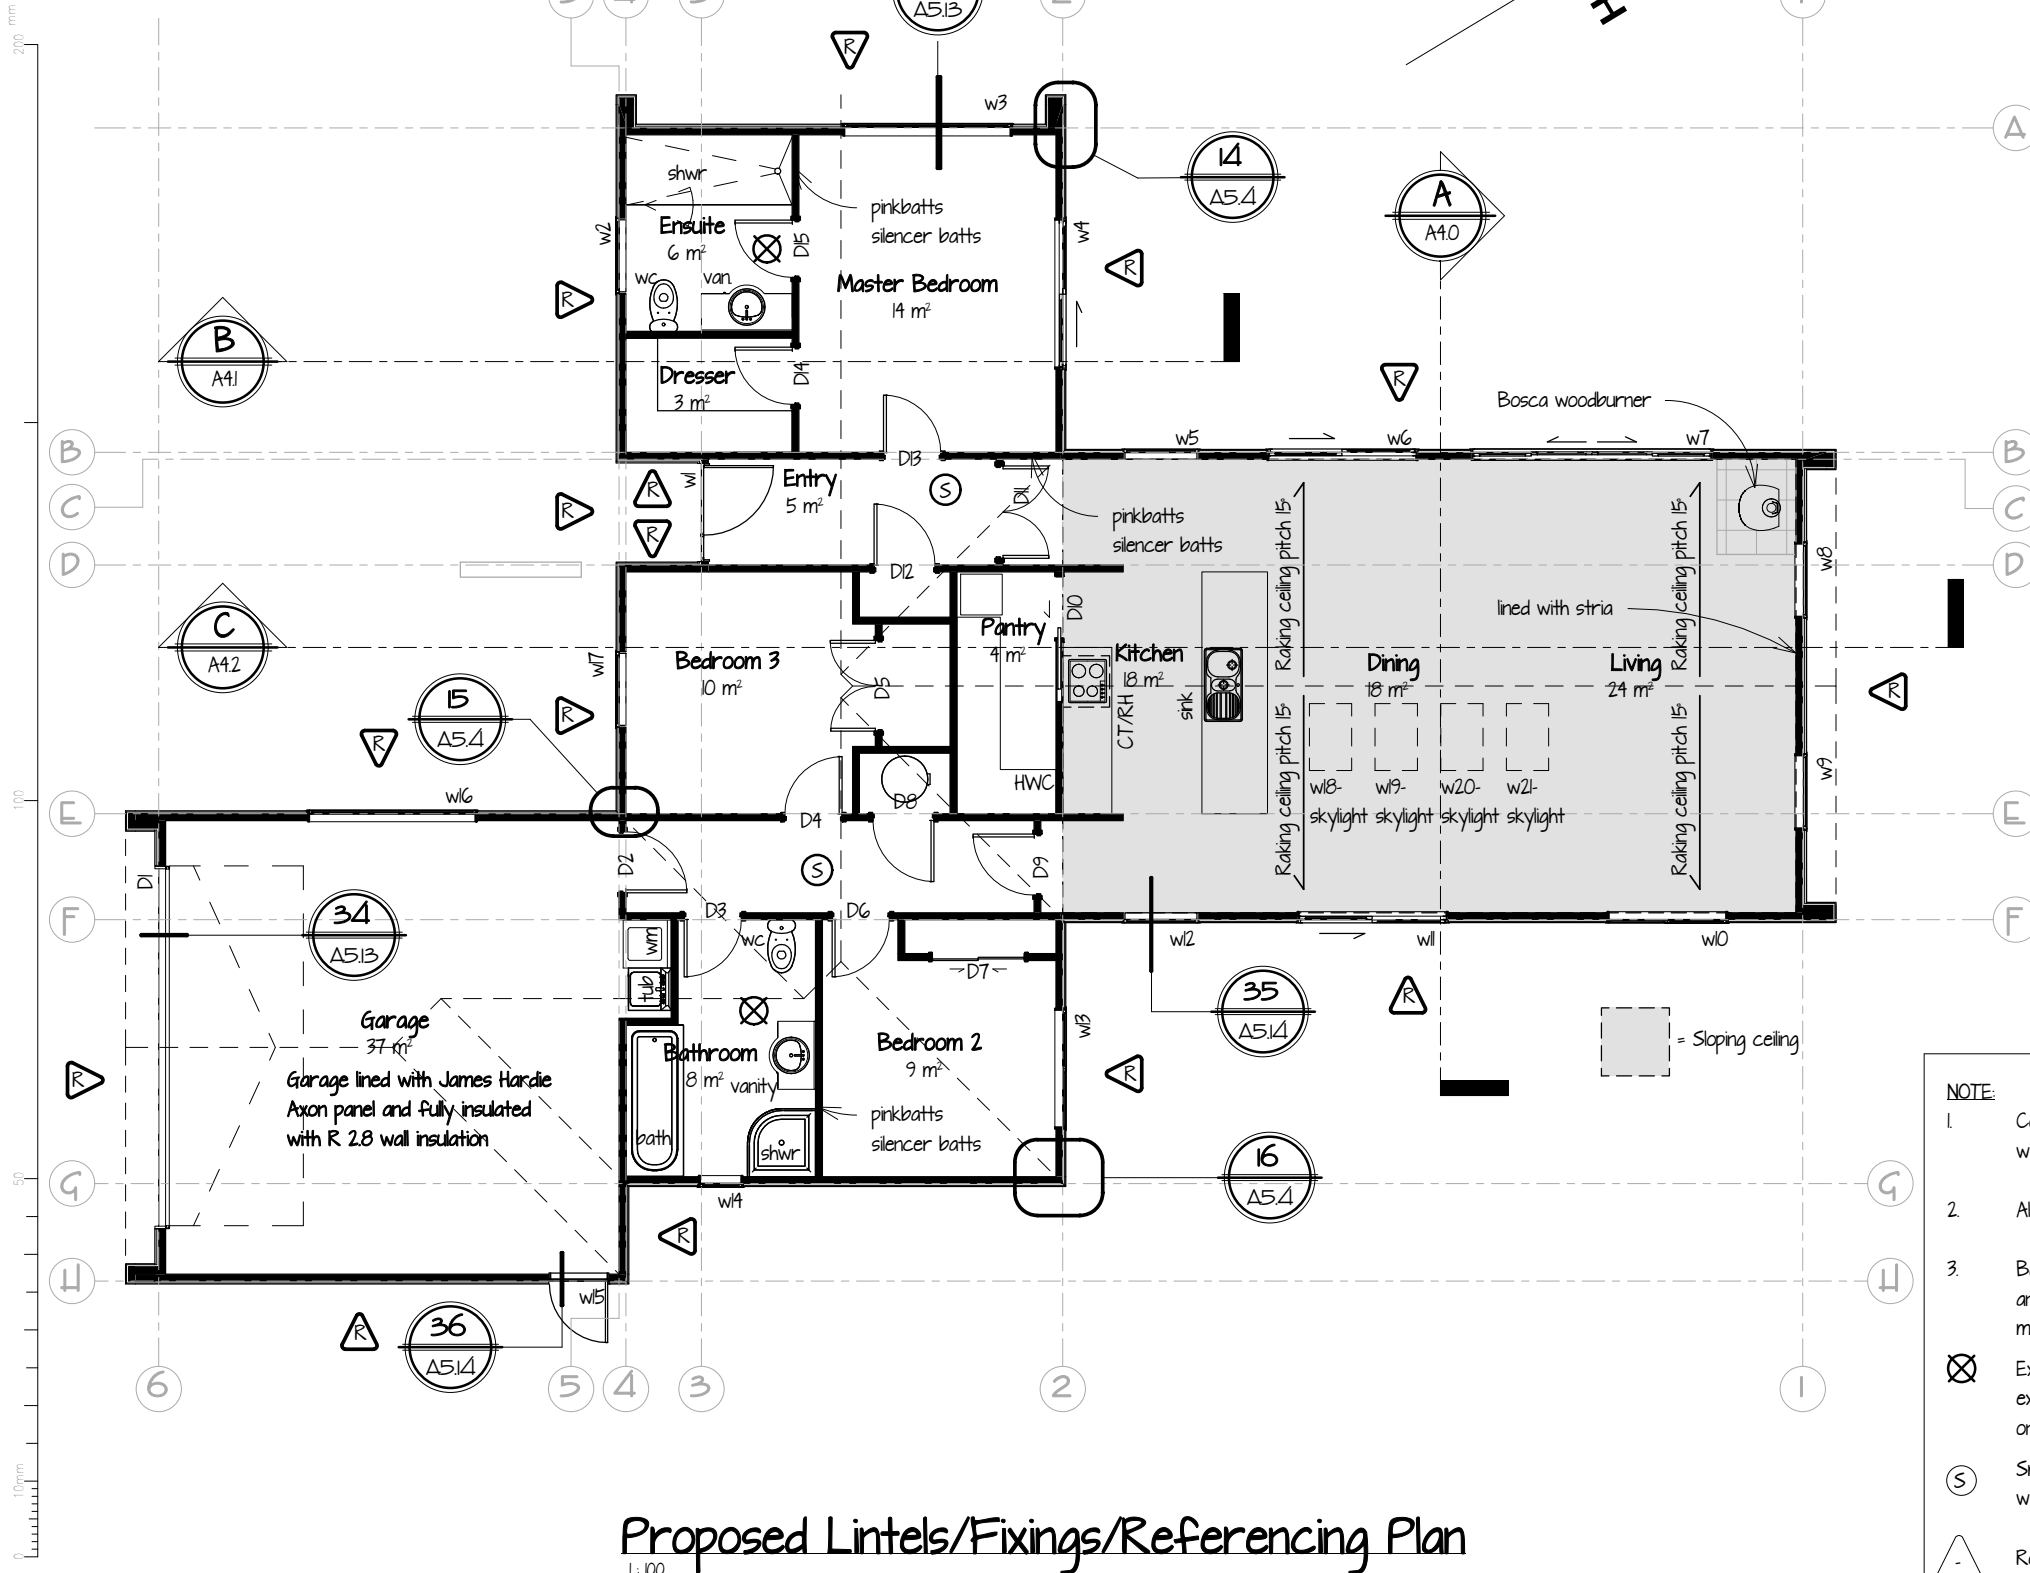 mm
200
A5.13
2
H
R
w3
A
14
A5.4
A
A4.0
shwr
pinkbatts
silencer batts
w2
Ensuite
6 m²
D15
w4
R
wc
van.
Master Bedroom
14 m²
R
B
A4.1
Dresser
3 m²
D14
R
Bosca woodburner
B
w5
w6
w7
B
D13
w1
R
Entry
5 m²
S
D11
C
R
R
pinkbatts
silencer batts
Raking ceiling pitch 15°
Raking ceiling pitch 15°
C
D
D12
w8
D
D10
lined with stria
C
A4.2
w17
Bedroom 3
10 m²
Pantry
4 m²
Kitchen
18 m²
Dining
18 m²
Living
24 m²
D5
15
A5.4
R
R
R
sink
CT/RH
Raking ceiling pitch 15°
Raking ceiling pitch 15°
HWC
w18-
skylight
w19-
skylight
w20-
skylight
w21-
skylight
w9
100
w16
D8
E
D4
E
D1
D2
S
D9
34
A5.13
F
D3
D6
F
wm
wc
w12
w11
w10
D7
tub
35
A5.14
R
Garage
37 m²
w13
Bedroom 2
9 m²
= Sloping ceiling
Bathroom
8 m²
vanity
R
R
Garage lined with James Hardie
Axon panel and fully insulated
with R 2.8 wall insulation
pinkbatts
silencer batts
bath
shwr
NOTE:
1.
50
16
A5.4
G
G
w14
2.
R
H
w15
H
3.
R
36
A5.14
6
5
4
3
2
1
10mm
S
0
Proposed Lintels/Fixings/Referencing Plan
1:100